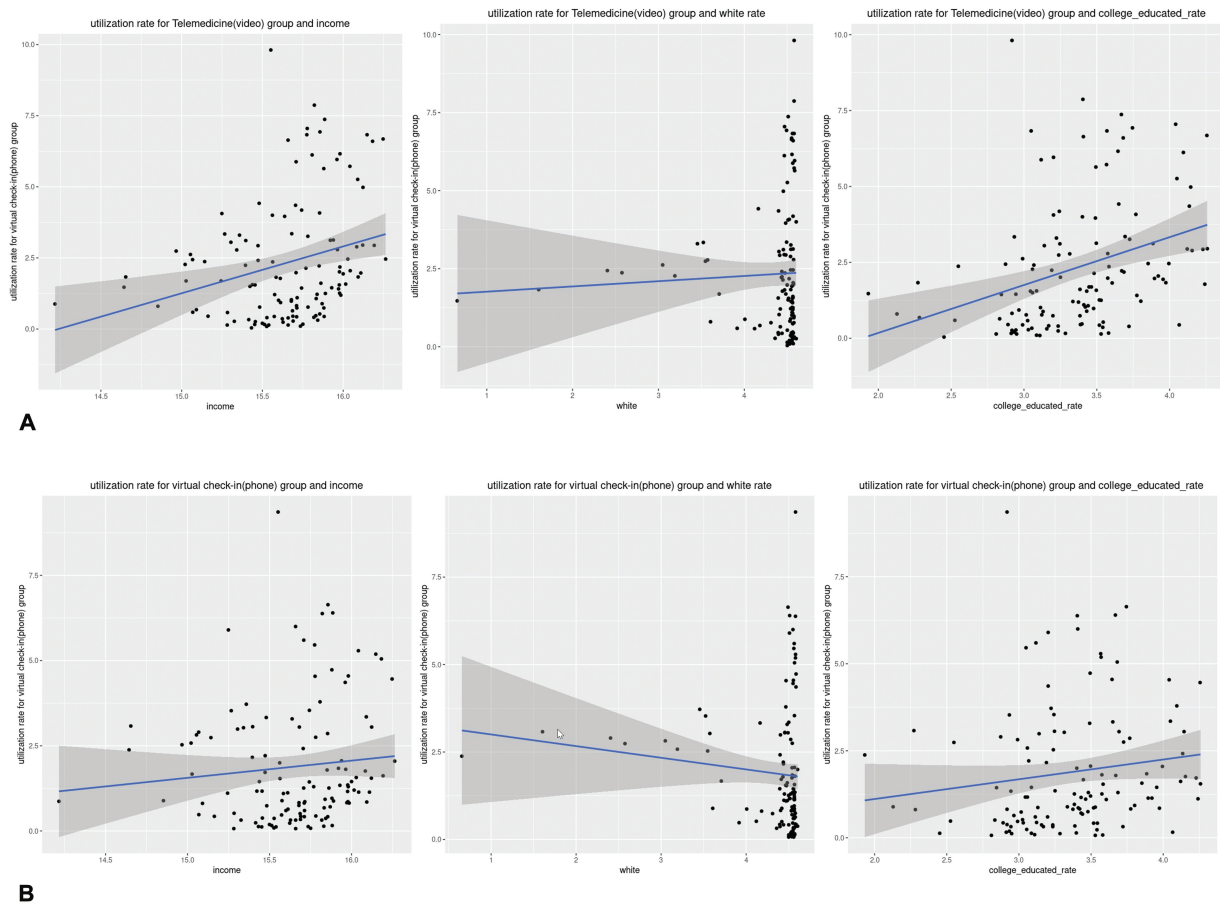 utilization rate for Telemedicine(video) group and income
utilization rate for Telemedicine(video) group and white rate
utilization rate for Telemedicine(video) group and college_educated_rate
utilization rate for virtual check-in(phone) group
10.0
7.5
5.0
2.5
0.0
14.5 15.0 15.5 16.0
income
utilization rate for virtual check-in(phone) group
10.0
7.5
5.0
2.5
0.0
1 2 3 4
white
utilization rate for virtual check-in(phone) group
10.0
7.5
5.0
2.5
0.0
2.0 2.5 3.0 3.5 4.0
college_educated_rate
A
utilization rate for virtual check-in(phone) group and income
utilization rate for virtual check-in(phone) group and white rate
utilization rate for virtual check-in(phone) group and college_educated_rate
utilization rate for virtual check-in(phone) group
7.5
5.0
2.5
0.0
14.5 15.0 15.5 16.0
income
utilization rate for virtual check-in(phone) group
7.5
5.0
2.5
0.0
1 2 3 4
white
utilization rate for virtual check-in(phone) group
7.5
5.0
2.5
0.0
2.0 2.5 3.0 3.5 4.0
college_educated_rate
B